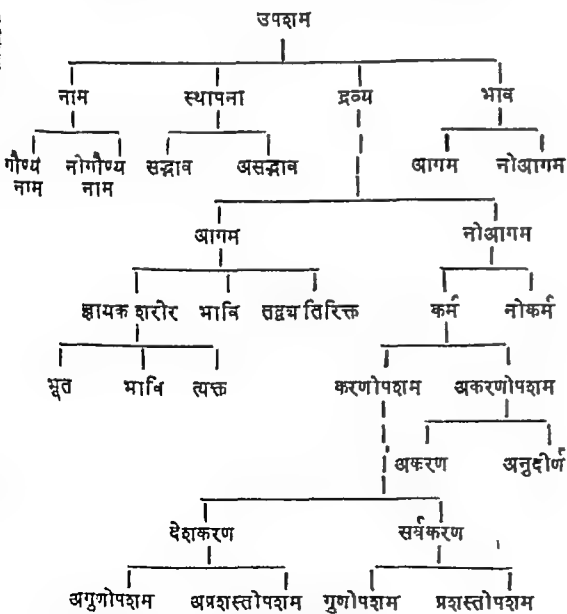 उपशम
नाम स्थापना द्रव्य भाव
गौण्य नोगौण्य सद्भाव असद्भाव आगम नोआगम
नाम नाम
आगम नोआगम
ज्ञायक शरीर भावि तद्वयतिरिक्त कर्म नोकर्म
भूत भावि त्यक्त करणोपशम अकरणोपशम
अकरण अनुदीर्ण
देशकरण सर्वकरण
अगुणोपशम अप्रशस्तोपशम गुणोपशम प्रशस्तोपशम